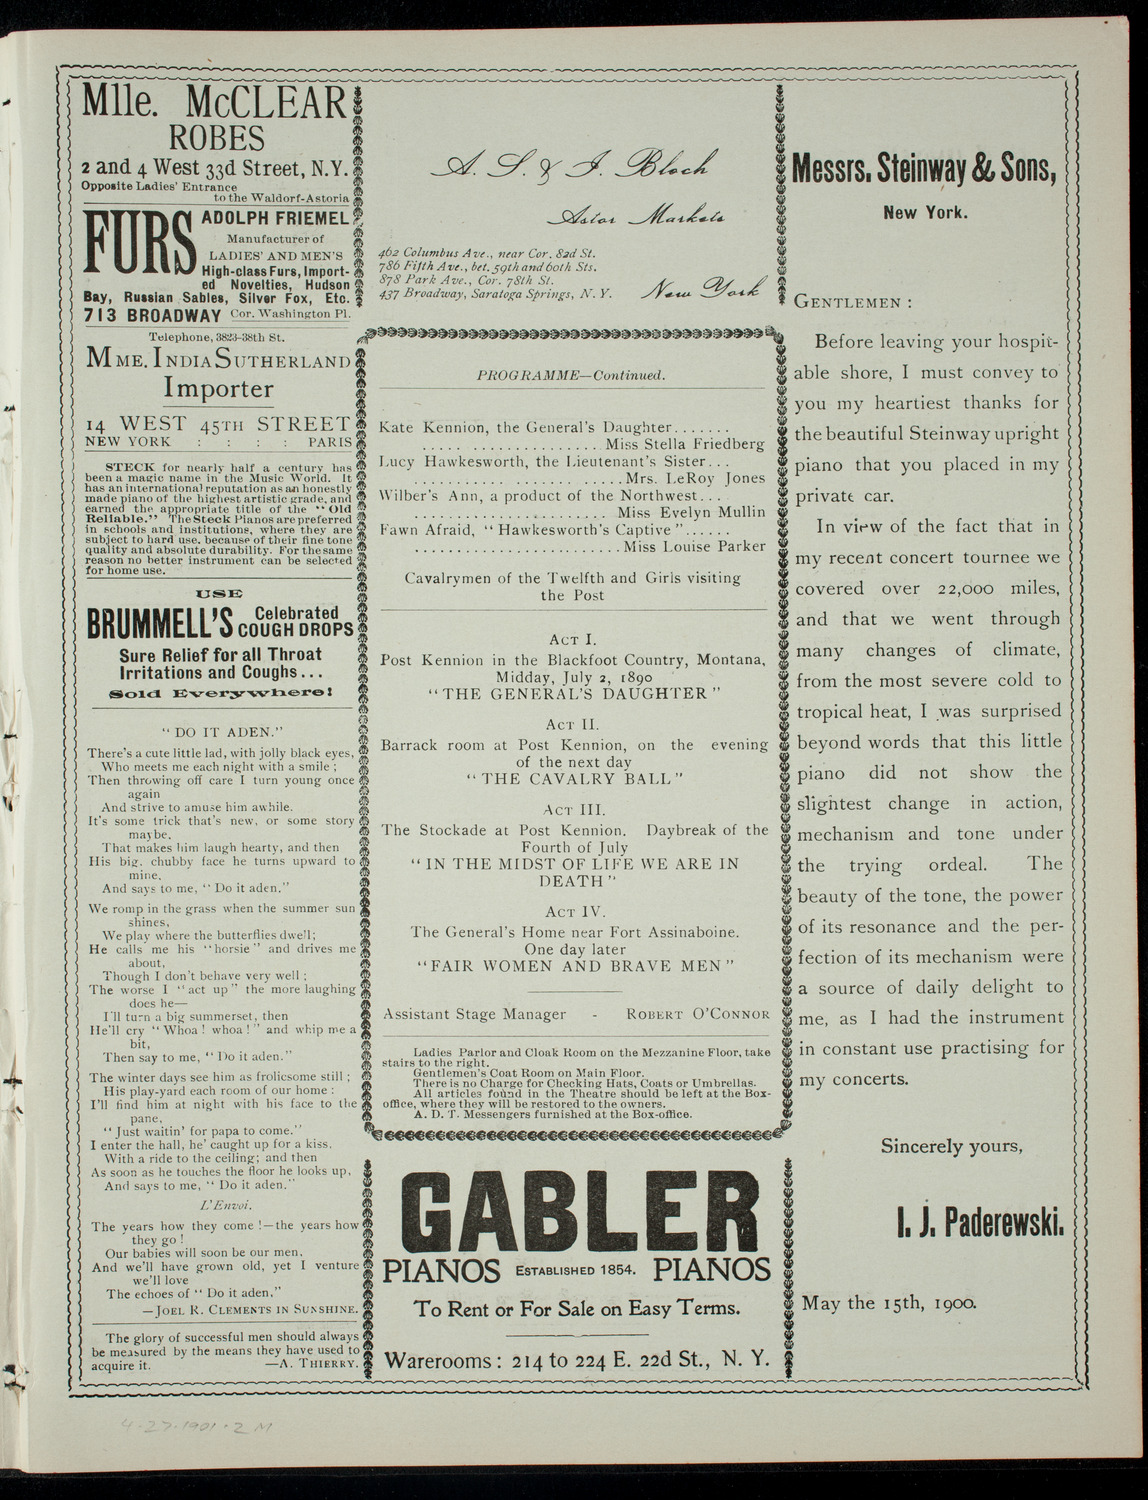 Mlle. McCLEAR
ROBES
2 and 4 West 33d Street, N.Y.
Opposite Ladies' Entrance
to the Waldorf-Astoria
FURS
ADOLPH FRIEMEL
Manufacturer of
LADIES' AND MEN'S
High-class Furs, Import-
ed Novelties, Hudson
Bay, Russian Sables, Silver Fox, Etc.
713 BROADWAY Cor. Washington Pl.
Telephone, 3823-38th St.
MME. INDIA SUTHERLAND
Importer
14 WEST 45TH STREET
NEW YORK : : : : PARIS
STECK for nearly half a century has
been a magic name in the Music World. It
has an international reputation as an honestly
made piano of the highest artistic grade, and
earned the appropriate title of the "Old
Reliable." The Steck Pianos are preferred
in schools and institutions, where they are
subject to hard use, because of their fine tone
quality and absolute durability. For the same
reason no better instrument can be selected
for home use.
USE
BRUMMELL'S Celebrated
COUGH DROPS
Sure Relief for all Throat
Irritations and Coughs...
Sold Everywhere!
"DO IT ADEN."
There's a cute little lad, with jolly black eyes,
Who meets me each night with a smile;
Then throwing off care I turn young once
again
And strive to amuse him awhile.
It's some trick that's new, or some story
maybe,
That makes him laugh hearty, and then
His big, chubby face he turns upward to
mine,
And says to me, "Do it aden."
We romp in the grass when the summer sun
shines,
We play where the butterflies dwell;
He calls me his "horsie" and drives me
about,
Though I don't behave very well;
The worse I "act up" the more laughing
does he—
I'll turn a big summerset, then
He'll cry "Whoa! whoa!" and whip me a
bit,
Then say to me, "Do it aden."
The winter days see him as frolicsome still;
His play-yard each room of our home:
I'll find him at night with his face to the
pane,
"Just waitin' for papa to come."
I enter the hall, he' caught up for a kiss,
With a ride to the ceiling; and then
As soon as he touches the floor he looks up,
And says to me, "Do it aden."
L'Envoi.
The years how they come!—the years how
they go!
Our babies will soon be our men,
And we'll have grown old, yet I venture
we'll love
The echoes of "Do it aden."
—JOEL R. CLEMENTS IN SUNSHINE.
The glory of successful men should always
be measured by the means they have used to
acquire it. —A. THIERRY.
A. S. & J. Bloch
Astor Markets
462 Columbus Ave., near Cor. 82d St.
786 Fifth Ave., bet. 59th and 60th Sts.
878 Park Ave., Cor. 78th St.
437 Broadway, Saratoga Springs, N. Y.
New York
PROGRAMME—Continued.
Kate Kennion, the General's Daughter.......
..... .................Miss Stella Friedberg
Lucy Hawkesworth, the Lieutenant's Sister...
.................... ......Mrs. LeRoy Jones
Wilber's Ann, a product of the Northwest...
........................ Miss Evelyn Mullin
Fawn Afraid, "Hawkesworth's Captive"......
........................Miss Louise Parker
Cavalrymen of the Twelfth and Girls visiting
the Post
ACT I.
Post Kennion in the Blackfoot Country, Montana,
Midday, July 2, 1890
"THE GENERAL'S DAUGHTER"
ACT II.
Barrack room at Post Kennion, on the evening
of the next day
"THE CAVALRY BALL"
ACT III.
The Stockade at Post Kennion. Daybreak of the
Fourth of July
"IN THE MIDST OF LIFE WE ARE IN
DEATH"
ACT IV.
The General's Home near Fort Assinaboine.
One day later
"FAIR WOMEN AND BRAVE MEN"
Assistant Stage Manager - ROBERT O'CONNOR
Ladies Parlor and Cloak Room on the Mezzanine Floor, take
stairs to the right.
Gentlemen's Coat Room on Main Floor.
There is no Charge for Checking Hats, Coats or Umbrellas.
All articles found in the Theatre should be left at the Box-
office, where they will be restored to the owners.
A. D. T. Messengers furnished at the Box-office.
GABLER
PIANOS ESTABLISHED 1854. PIANOS
To Rent or For Sale on Easy Terms.
Warerooms: 214 to 224 E. 22d St., N. Y.
Messrs. Steinway & Sons,
New York.
GENTLEMEN:
Before leaving your hospit-
able shore, I must convey to
you my heartiest thanks for
the beautiful Steinway upright
piano that you placed in my
private car.
In view of the fact that in
my recent concert tournee we
covered over 22,000 miles,
and that we went through
many changes of climate,
from the most severe cold to
tropical heat, I was surprised
beyond words that this little
piano did not show the
slightest change in action,
mechanism and tone under
the trying ordeal. The
beauty of the tone, the power
of its resonance and the per-
fection of its mechanism were
a source of daily delight to
me, as I had the instrument
in constant use practising for
my concerts.
Sincerely yours,
I. J. Paderewski.
May the 15th, 1900.
4-27-1901-2 M